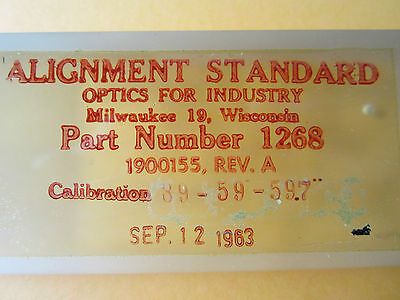 ALIGNMENT STANDARD
OPTICS FOR INDUSTRY
Milwaukee 19, Wisconsin
Part Number 1268
1900155, REV. A
Calibration 89 - 59 - 59.7"
SEP. 12 1963